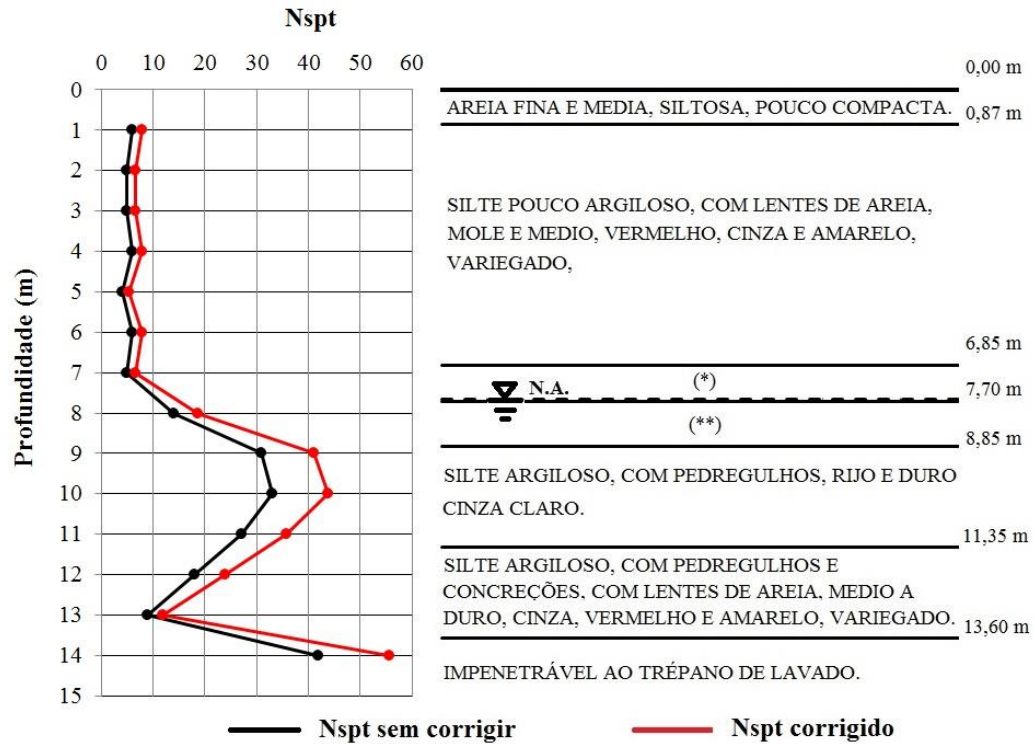 Nspt
0 10 20 30 40 50 60
Profundidade (m)
0
1
2
3
4
5
6
7
8
9
10
11
12
13
14
15
0,00 m
AREIA FINA E MEDIA, SILTOSA, POUCO COMPACTA.
0,87 m
SILTE POUCO ARGILOSO, COM LENTES DE AREIA,
MOLE E MEDIO, VERMELHO, CINZA E AMARELO,
VARIEGADO,
6,85 m
(*)
N.A.
7,70 m
(**)
8,85 m
SILTE ARGILOSO, COM PEDREGULHOS, RIJO E DURO
CINZA CLARO.
11,35 m
SILTE ARGILOSO, COM PEDREGULHOS E
CONCREÇÕES, COM LENTES DE AREIA, MEDIO A
DURO, CINZA, VERMELHO E AMARELO, VARIEGADO.
13,60 m
IMPENETRÁVEL AO TRÉPANO DE LAVADO.
Nspt sem corrigir
Nspt corrigido